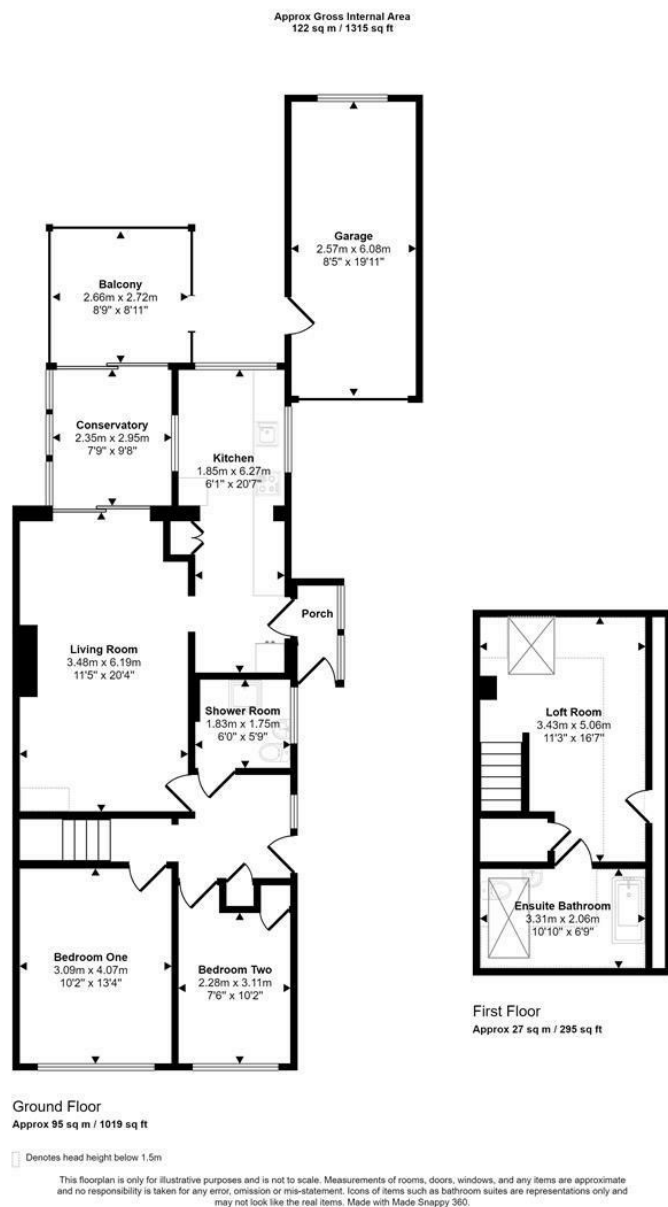 Approx Gross Internal Area
122 sq m / 1315 sq ft
Garage
2.57m x 6.08m
8'5" x 19'11"
Balcony
2.66m x 2.72m
8'9" x 8'11"
Conservatory
2.35m x 2.95m
7'9" x 9'8"
Kitchen
1.85m x 6.27m
6'1" x 20'7"
Porch
Living Room
3.48m x 6.19m
11'5" x 20'4"
Shower Room
1.83m x 1.75m
6'0" x 5'9"
Loft Room
3.43m x 5.06m
11'3" x 16'7"
Ensuite Bathroom
3.31m x 2.06m
10'10" x 6'9"
Bedroom One
3.09m x 4.07m
10'2" x 13'4"
Bedroom Two
2.28m x 3.11m
7'6" x 10'2"
First Floor
Approx 27 sq m / 295 sq ft
Ground Floor
Approx 95 sq m / 1019 sq ft
Denotes head height below 1.5m
This floorplan is only for illustrative purposes and is not to scale. Measurements of rooms, doors, windows, and any items are approximate
and no responsibility is taken for any error, omission or mis-statement. Icons of items such as bathroom suites are representations only and
may not look like the real items. Made with Made Snappy 360.